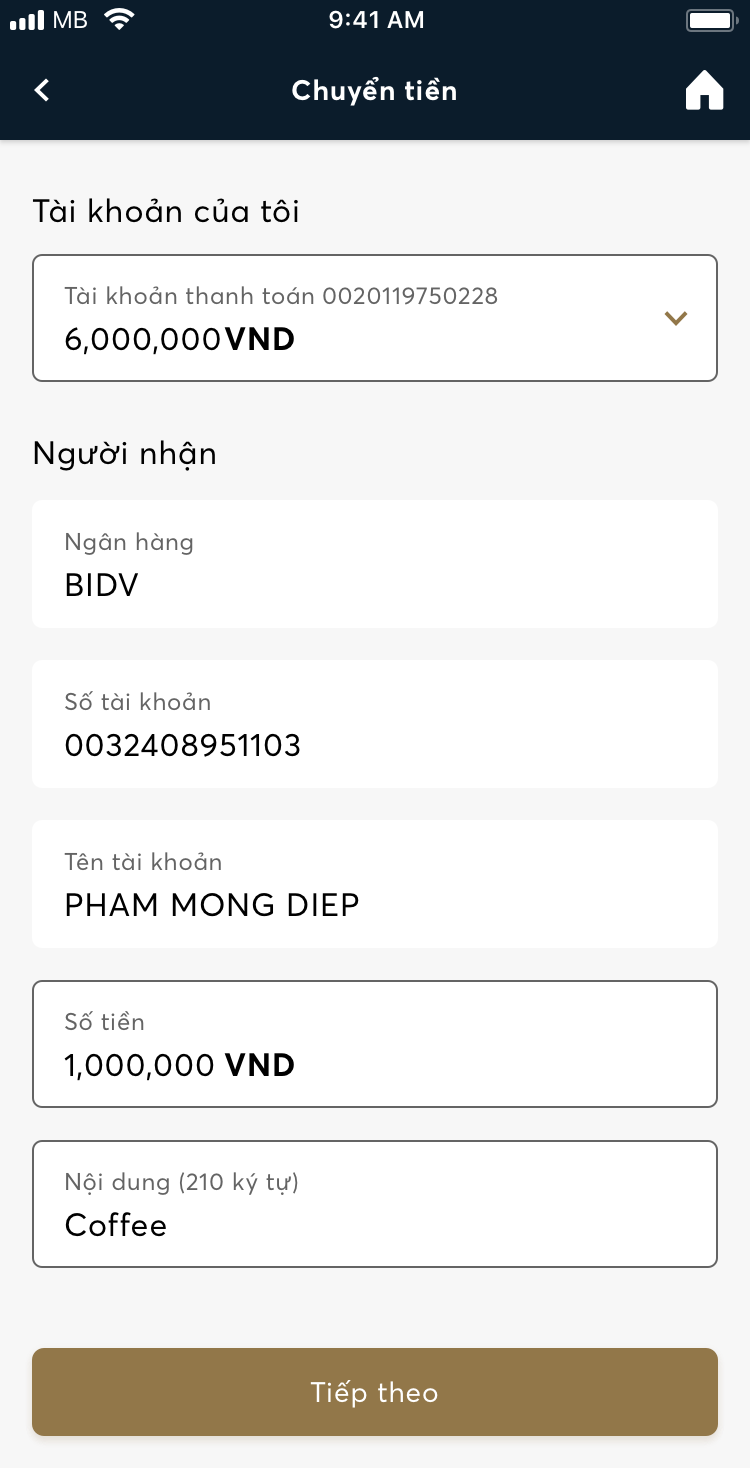 MB
9:41 AM
Chuyển tiền
Tài khoản của tôi
Tài khoản thanh toán 0020119750228
6,000,000 VND
Người nhận
Ngân hàng
BIDV
Số tài khoản
0032408951103
Tên tài khoản
PHAM MONG DIEP
Số tiền
1,000,000 VND
Nội dung (210 ký tự)
Coffee
Tiếp theo